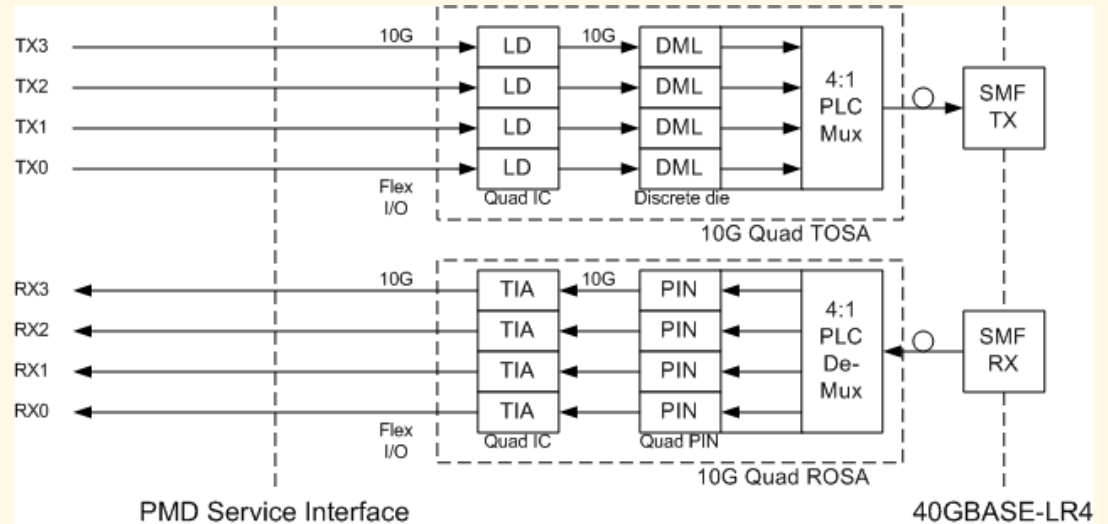 TX3
10G
LD
10G
DML
TX2
LD
DML
TX1
LD
DML
TX0
LD
DML
4:1
PLC
Mux
SMF
TX
Flex
I/O
Quad IC
Discrete die
10G Quad TOSA
RX3
10G
TIA
10G
PIN
RX2
TIA
PIN
RX1
TIA
PIN
RX0
TIA
PIN
4:1
PLC
De-
Mux
SMF
RX
Flex
I/O
Quad IC
Quad PIN
10G Quad ROSA
PMD Service Interface
40GBASE-LR4